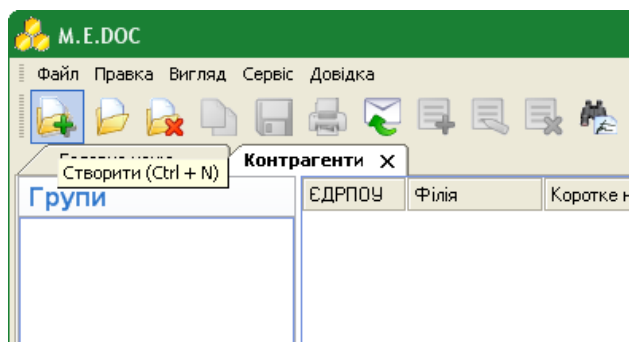 M.E.DOC
Файл Правка Вигляд Сервіс Довідка
Контрагенти X
Створити (Ctrl + N)
Групи
ЄДРПОУ Філія Коротке н